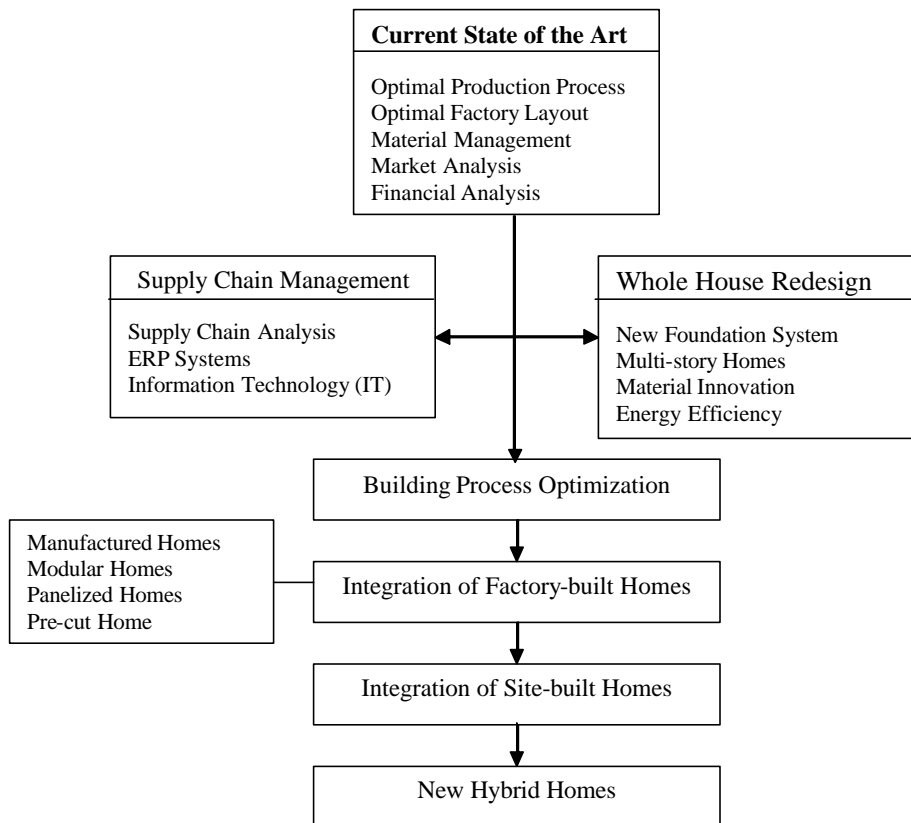 Current State of the Art
Optimal Production Process
Optimal Factory Layout
Material Management
Market Analysis
Financial Analysis
Supply Chain Management
Supply Chain Analysis
ERP Systems
Information Technology (IT)
Whole House Redesign
New Foundation System
Multi-story Homes
Material Innovation
Energy Efficiency
Building Process Optimization
Manufactured Homes
Modular Homes
Panelized Homes
Pre-cut Home
Integration of Factory-built Homes
Integration of Site-built Homes
New Hybrid Homes